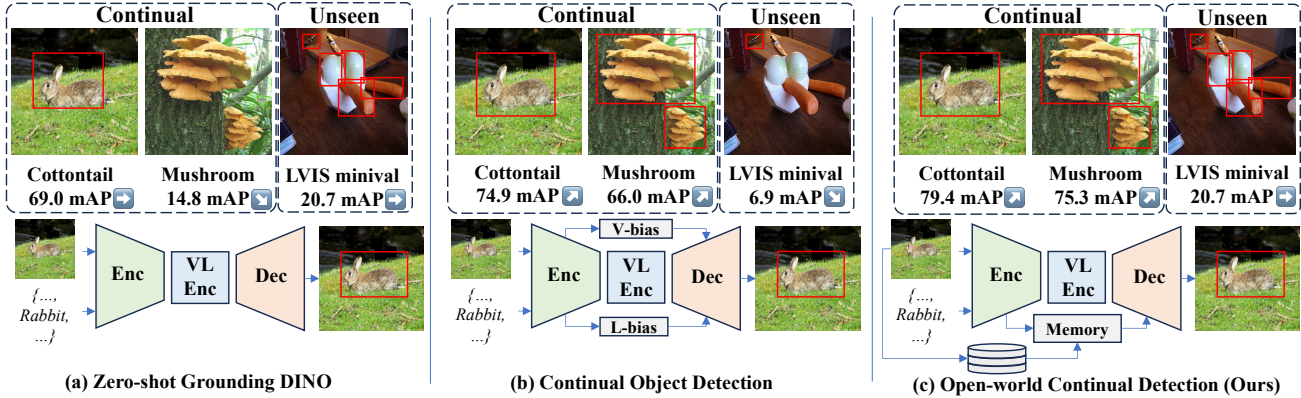 Continual
Unseen
Cottontail
69.0 mAP
Mushroom
14.8 mAP
LVIS minival
20.7 mAP
Enc
VL
Enc
Dec
{...,
Rabbit,
...}
(a) Zero-shot Grounding DINO
Continual
Unseen
Cottontail
74.9 mAP
Mushroom
66.0 mAP
LVIS minival
6.9 mAP
V-bias
Enc
VL
Enc
Dec
L-bias
{...,
Rabbit,
...}
(b) Continual Object Detection
Continual
Unseen
Cottontail
79.4 mAP
Mushroom
75.3 mAP
LVIS minival
20.7 mAP
Enc
VL
Enc
Dec
Memory
{...,
Rabbit,
...}
(c) Open-world Continual Detection (Ours)